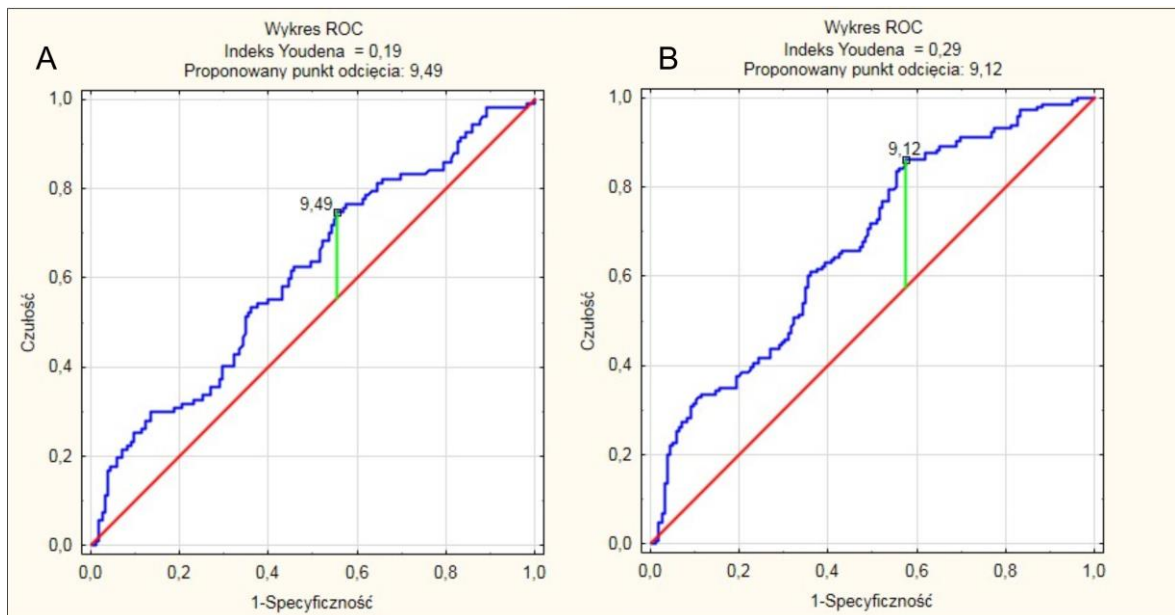 A
Wykres ROC
Indeks Youdena = 0,19
Proponowany punkt odcięcia: 9,49
1,0
0,8
0,6
0,4
0,2
0,0
Czułość
9,49
0,0 0,2 0,4 0,6 0,8 1,0
1-Specyficzność
B
Wykres ROC
Indeks Youdena = 0,29
Proponowany punkt odcięcia: 9,12
1,0
0,8
0,6
0,4
0,2
0,0
Czułość
9,12
0,0 0,2 0,4 0,6 0,8 1,0
1-Specyficzność